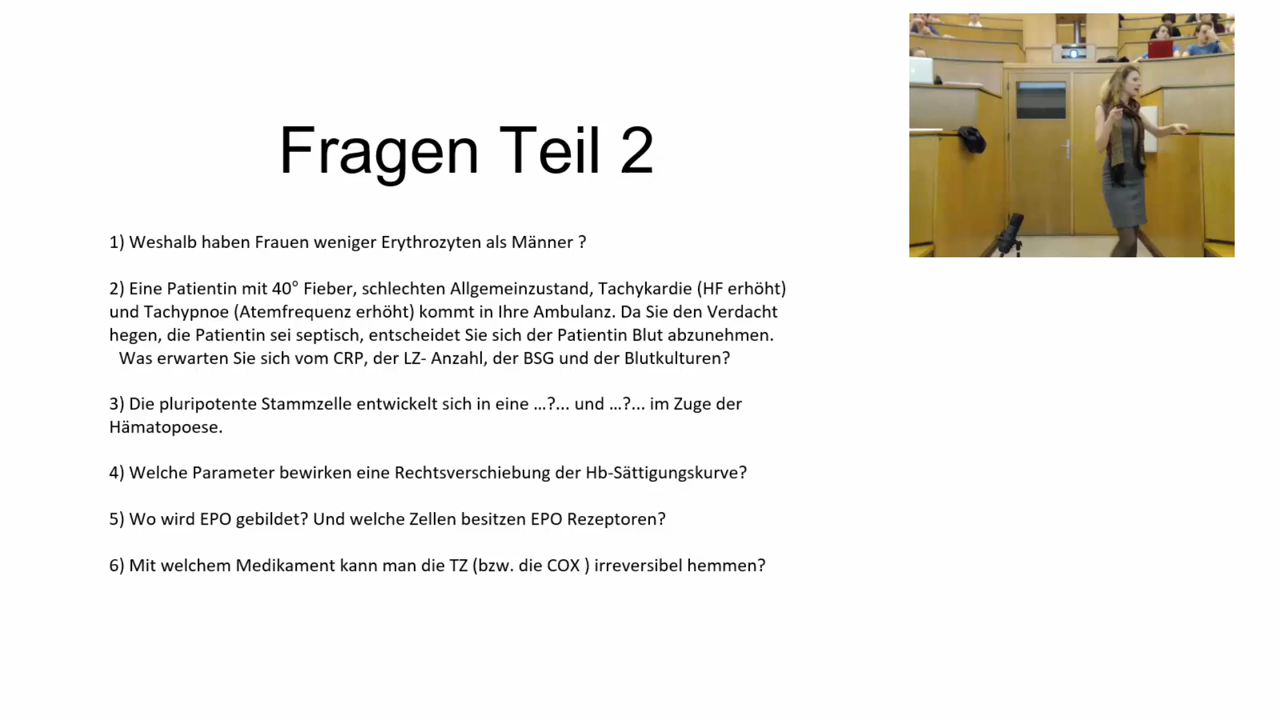 Fragen Teil 2
1) Weshalb haben Frauen weniger Erythrozyten als Männer ?
2) Eine Patientin mit 40° Fieber, schlechten Allgemeinzustand, Tachykardie (HF erhöht)
und Tachypnoe (Atemfrequenz erhöht) kommt in Ihre Ambulanz. Da Sie den Verdacht
hegen, die Patientin sei septisch, entscheidet Sie sich der Patientin Blut abzunehmen.
Was erwarten Sie sich vom CRP, der LZ- Anzahl, der BSG und der Blutkulturen?
3) Die pluripotente Stammzelle entwickelt sich in eine …?... und …?... im Zuge der
Hämatopoese.
4) Welche Parameter bewirken eine Rechtsverschiebung der Hb-Sättigungskurve?
5) Wo wird EPO gebildet? Und welche Zellen besitzen EPO Rezeptoren?
6) Mit welchem Medikament kann man die TZ (bzw. die COX ) irreversibel hemmen?